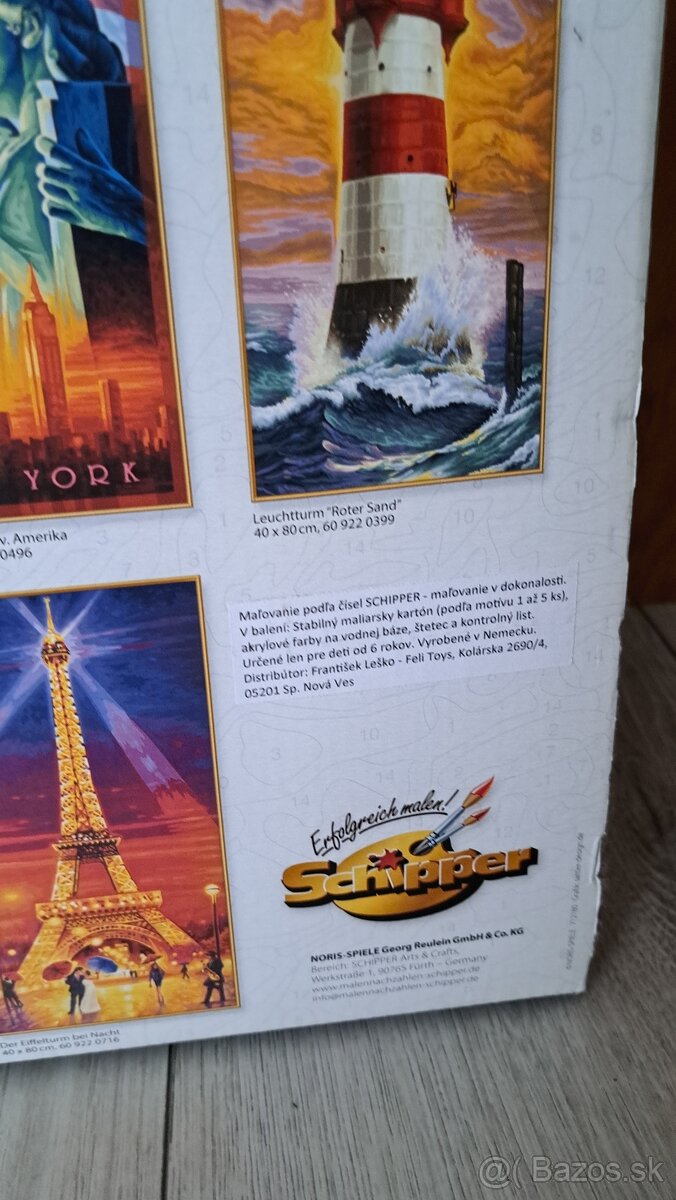 YORK
v. Amerika
0496
Leuchtturm "Roter Sand"
40 x 80 cm, 60 922 0399
Maľovanie podľa čísel SCHIPPER - maľovanie v dokonalosti.
V balení: Stabilný maliarsky kartón (podľa motívu 1 až 5 ks),
akrylové farby na vodnej báze, štetec a kontrolný list.
Určené len pre deti od 6 rokov. Vyrobené v Nemecku.
Distribútor: František Leško - Feli Toys, Kolárska 2690/4,
05201 Sp. Nová Ves
Erfolgreich malen!
Schipper
NORIS-SPIELE Georg Reulein GmbH & Co. KG
Bereich: SCHIPPER Arts & Crafts,
Werkstraße 1, 90765 Fürth – Germany
www.malennachzahlen-schipper.de
info@malennachzahlen-schipper.de
Der Eiffelturm bei Nacht
40 x 80 cm, 60 922 0716
@( Bazos.sk